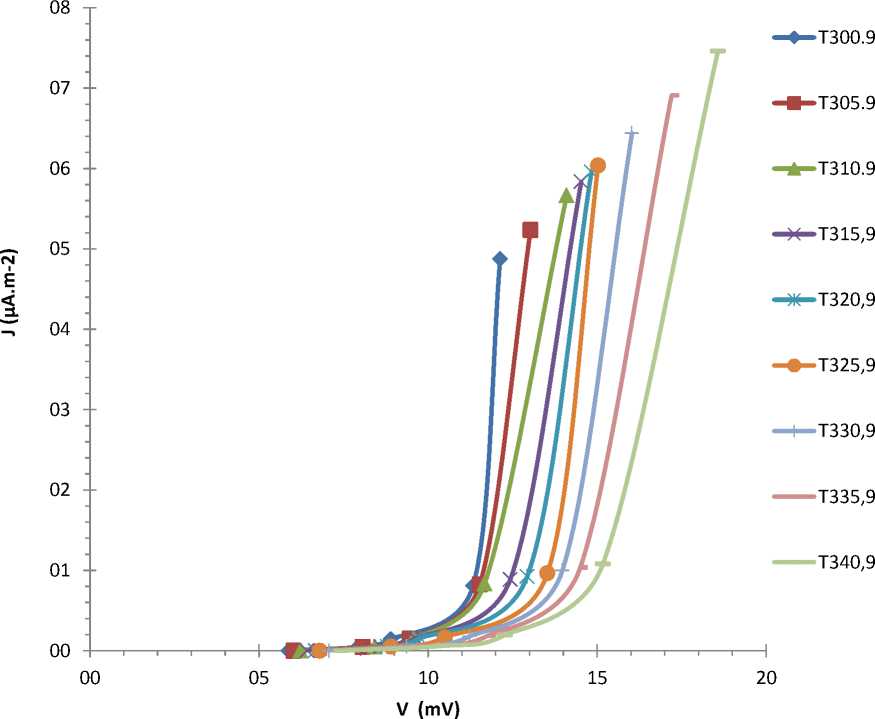 08
07
06
05
04
03
02
01
00
J (µA.m-2)
00 05 10 15 20
V (mV)
T300.9
T305.9
T310.9
T315,9
T320,9
T325,9
T330,9
T335,9
T340,9